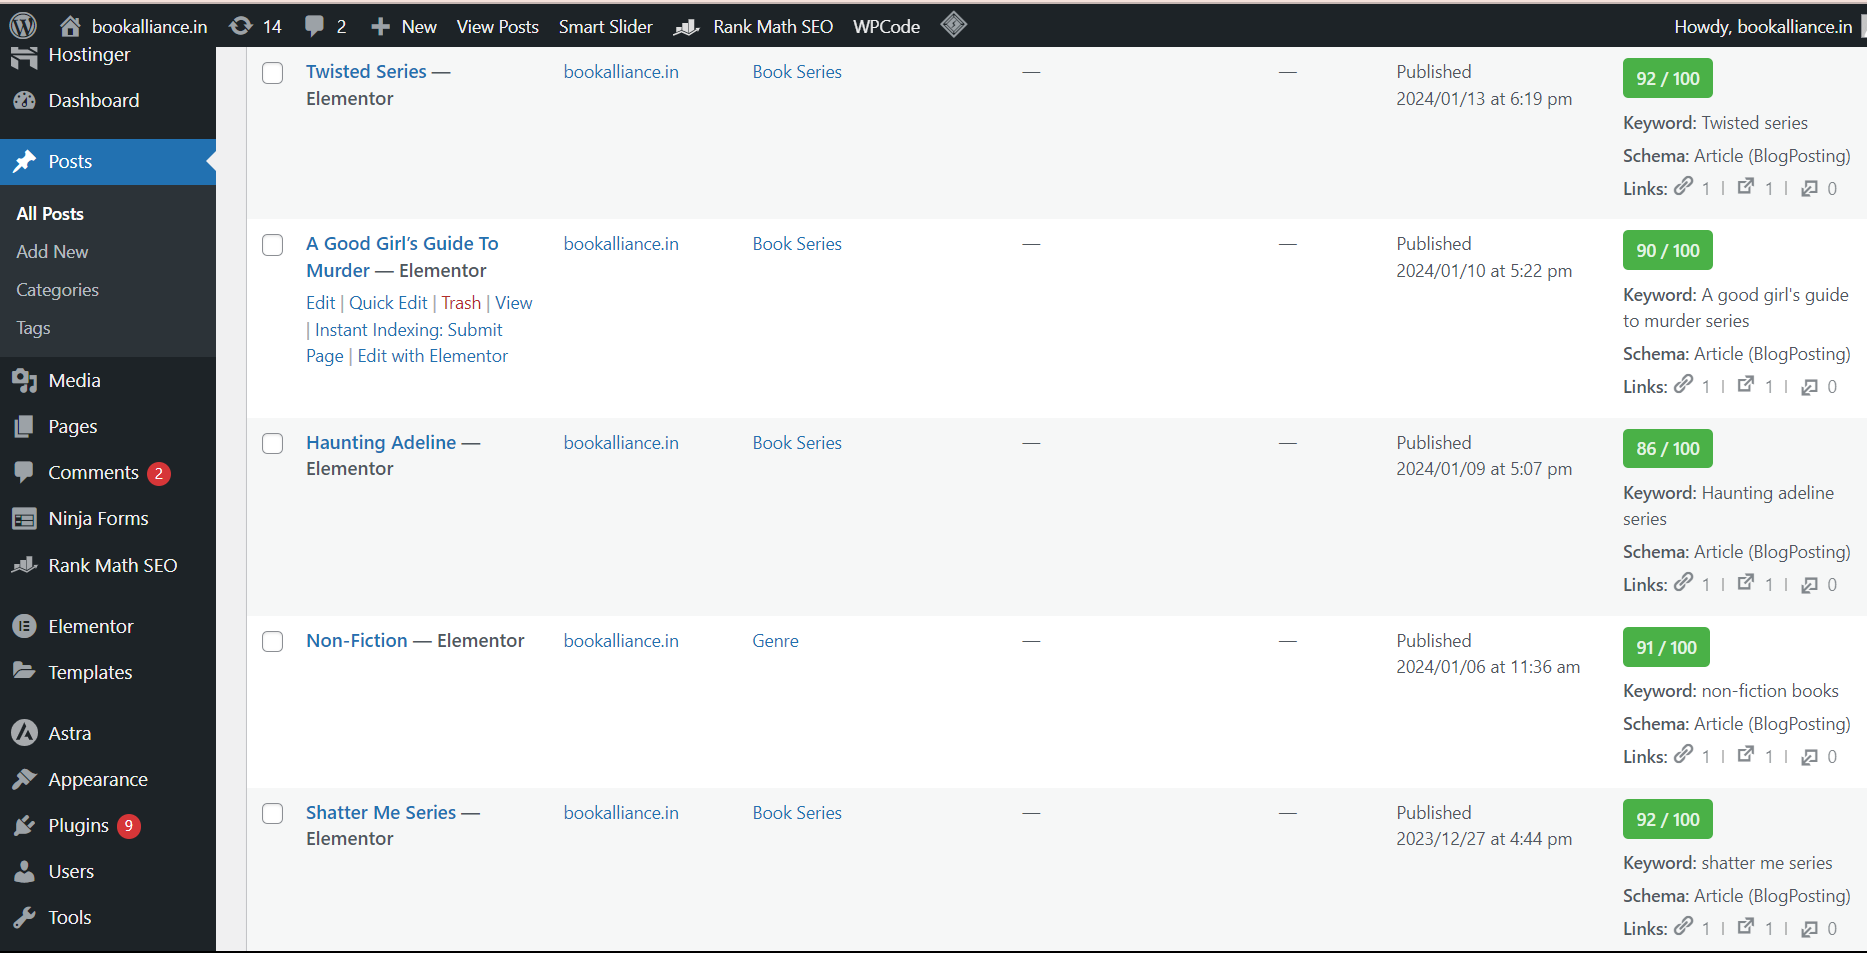 bookalliance.in 14 2 New View Posts Smart Slider Rank Math SEO WPCode Howdy, bookalliance.in
Hostinger
Dashboard
Posts
All Posts
Add New
Categories
Tags
Media
Pages
Comments 2
Ninja Forms
Rank Math SEO
Elementor
Templates
Astra
Appearance
Plugins 9
Users
Tools
Twisted Series —
Elementor
bookalliance.in
Book Series
—
—
Published
2024/01/13 at 6:19 pm
92 / 100
Keyword: Twisted series
Schema: Article (BlogPosting)
Links: 1 | 1 | 0
A Good Girl’s Guide To
Murder — Elementor
Edit | Quick Edit | Trash | View
| Instant Indexing: Submit
Page | Edit with Elementor
bookalliance.in
Book Series
—
—
Published
2024/01/10 at 5:22 pm
90 / 100
Keyword: A good girl's guide
to murder series
Schema: Article (BlogPosting)
Links: 1 | 1 | 0
Haunting Adeline —
Elementor
bookalliance.in
Book Series
—
—
Published
2024/01/09 at 5:07 pm
86 / 100
Keyword: Haunting adeline
series
Schema: Article (BlogPosting)
Links: 1 | 1 | 0
Non-Fiction — Elementor
bookalliance.in
Genre
—
—
Published
2024/01/06 at 11:36 am
91 / 100
Keyword: non-fiction books
Schema: Article (BlogPosting)
Links: 1 | 1 | 0
Shatter Me Series —
Elementor
bookalliance.in
Book Series
—
—
Published
2023/12/27 at 4:44 pm
92 / 100
Keyword: shatter me series
Schema: Article (BlogPosting)
Links: 1 | 1 | 0